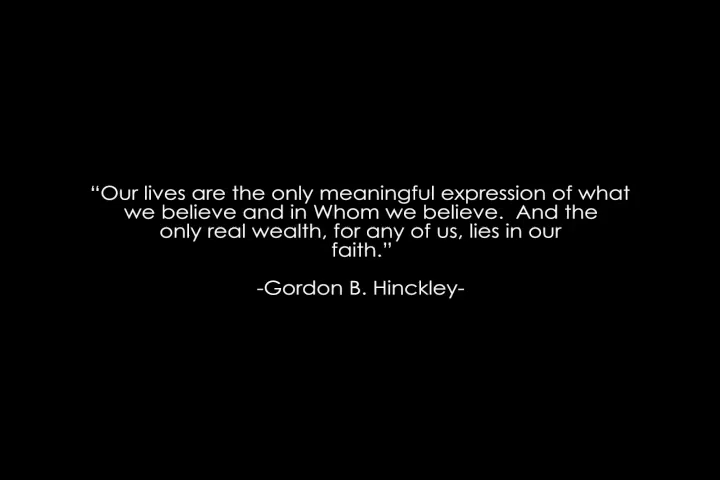 “Our lives are the only meaningful expression of what
we believe and in Whom we believe.  And the
only real wealth, for any of us, lies in our
faith.”
-Gordon B. Hinckley-